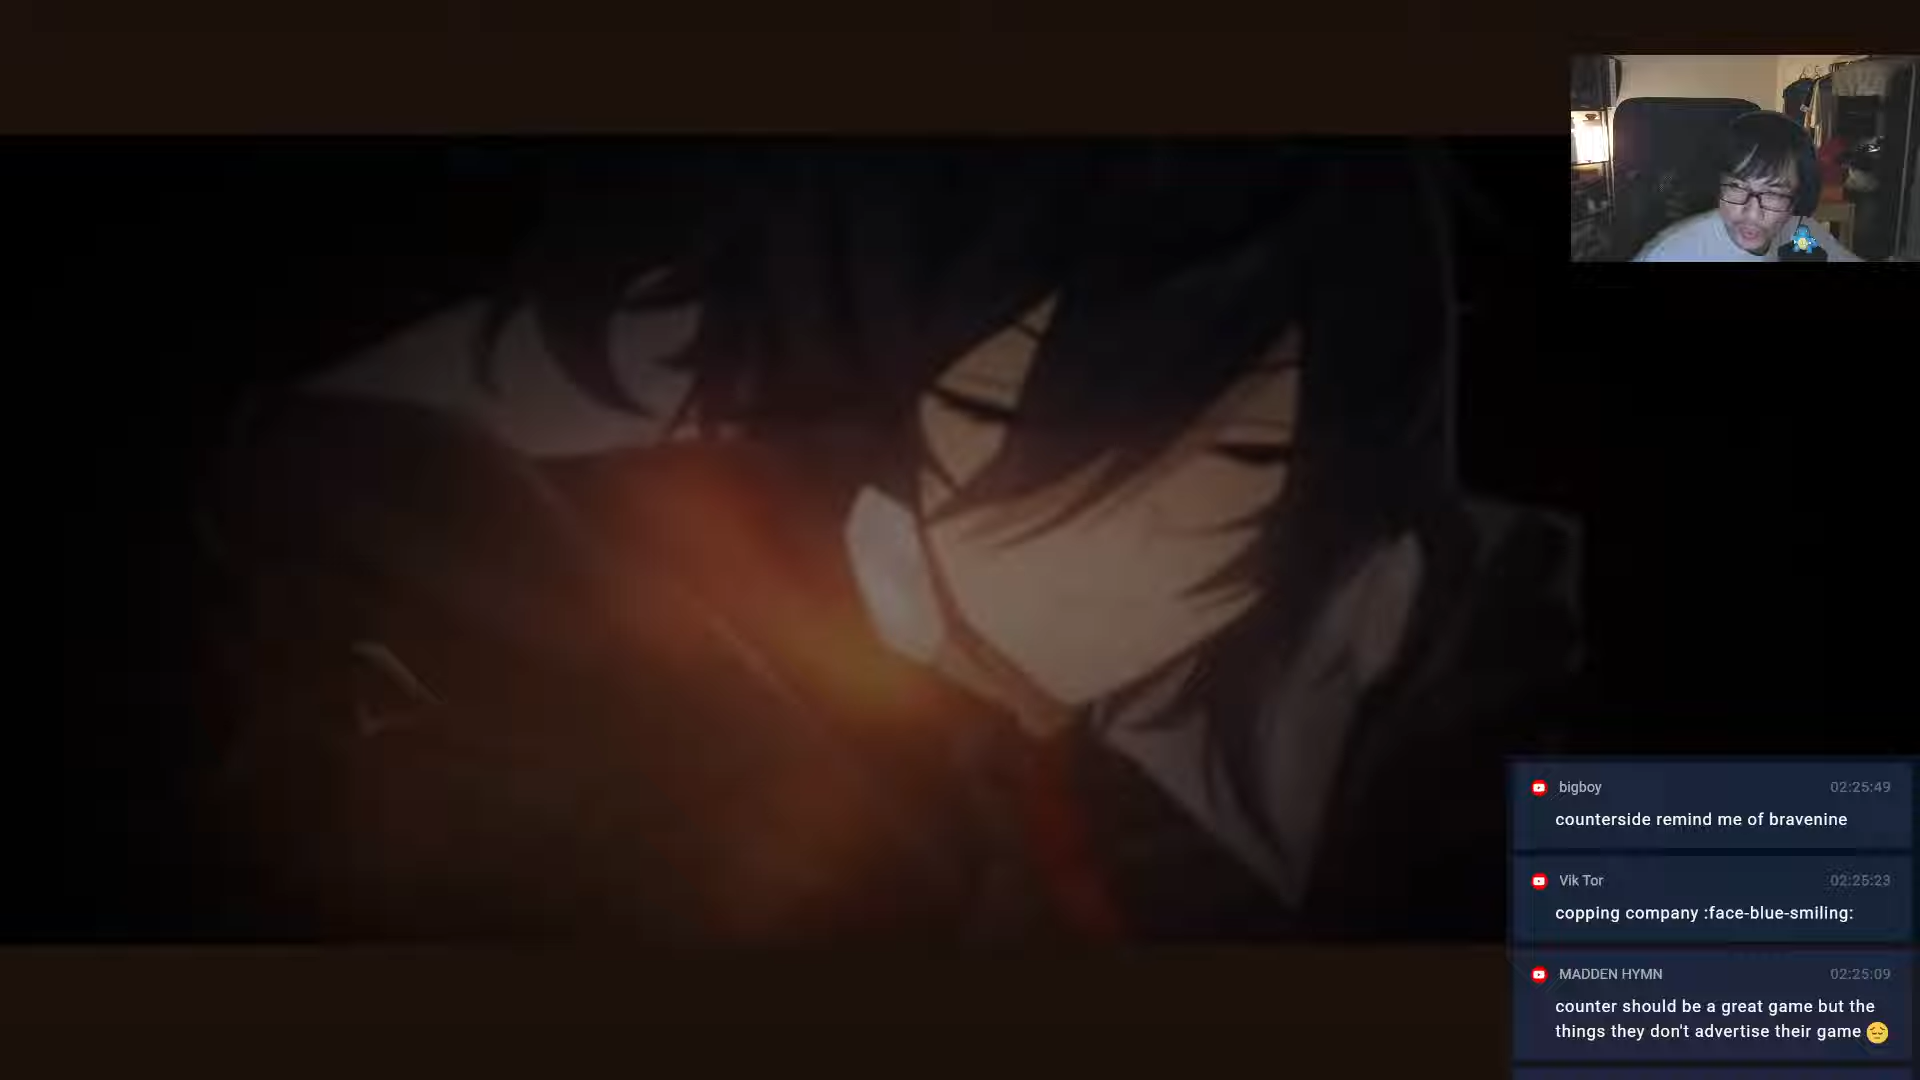 bigboy 02:25:49
counterside remind me of bravenine
Vik Tor 02:25:23
copping company :face-blue-smiling:
MADDEN HYMN 02:25:09
counter should be a great game but the
things they don't advertise their game 😔